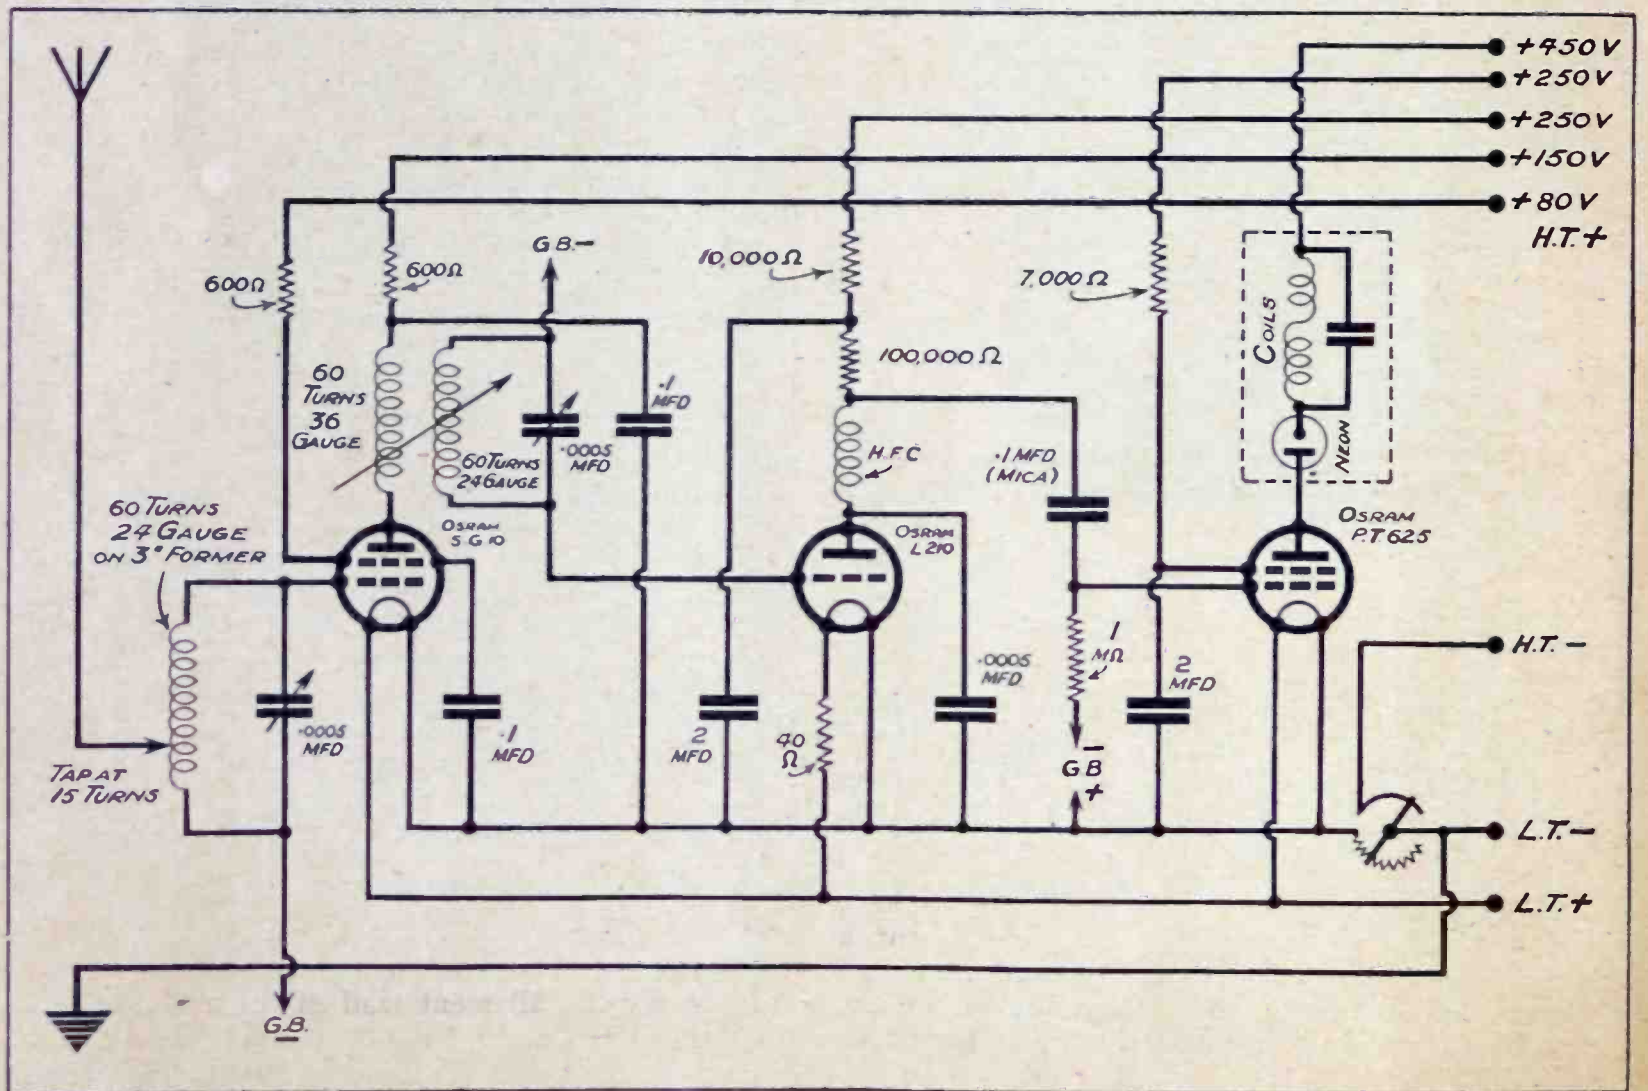 +450V
+250V
+250V
+150V
+80V
H.T.+
G.B.-
600Ω
600Ω
10,000Ω
7,000Ω
COILS
NEON
60
TURNS
36
GAUGE
.1
MFD
.0005
MFD
60 TURNS
24 GAUGE
100,000Ω
H.F.C
.1 MFD
(MICA)
60 TURNS
24 GAUGE
ON 3" FORMER
OSRAM
S G 10
OSRAM
L 210
OSRAM
P.T 625
H.T. -
.0005
MFD
.1
MFD
2
MFD
40
Ω
.0005
MFD
1
MΩ
2
MFD
TAP AT
15 TURNS
-
GB
+
L.T.-
L.T.+
G.B.
-